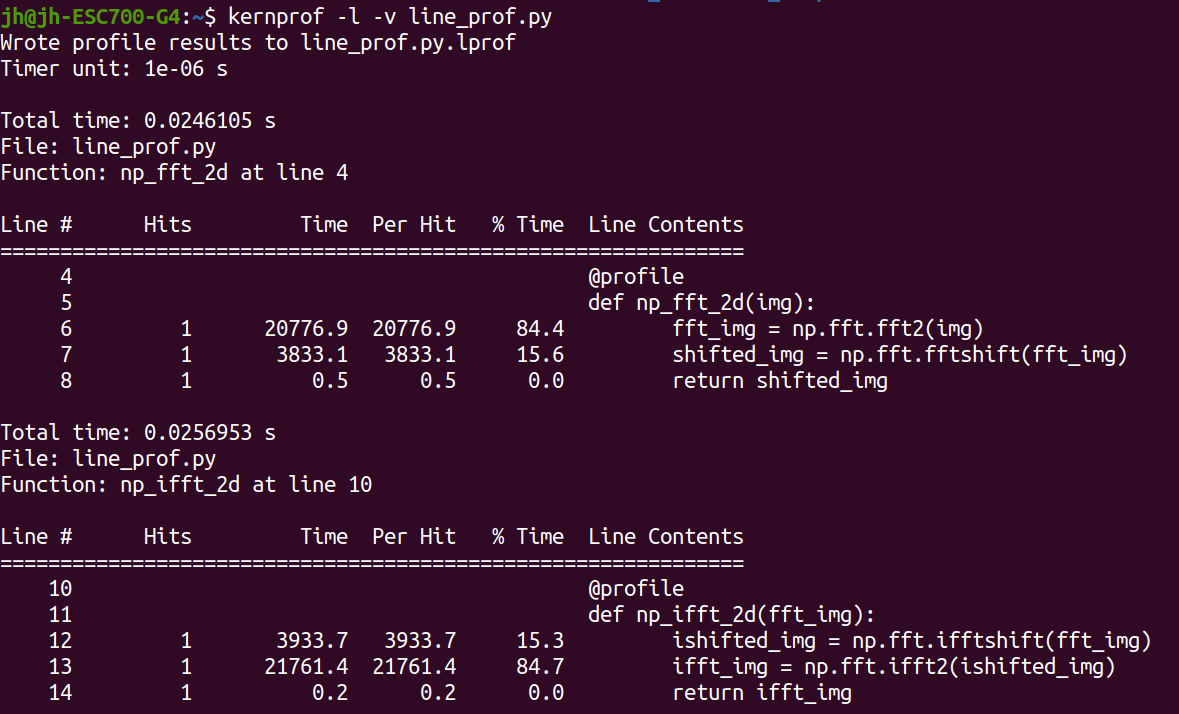 jh@jh-ESC700-G4:~$ kernprof -l -v line_prof.py
Wrote profile results to line_prof.py.lprof
Timer unit: 1e-06 s
Total time: 0.0246105 s
File: line_prof.py
Function: np_fft_2d at line 4
Line # Hits Time Per Hit % Time Line Contents
==============================================================
4 @profile
5 def np_fft_2d(img):
6 1 20776.9 20776.9 84.4 fft_img = np.fft.fft2(img)
7 1 3833.1 3833.1 15.6 shifted_img = np.fft.fftshift(fft_img)
8 1 0.5 0.5 0.0 return shifted_img
Total time: 0.0256953 s
File: line_prof.py
Function: np_ifft_2d at line 10
Line # Hits Time Per Hit % Time Line Contents
==============================================================
10 @profile
11 def np_ifft_2d(fft_img):
12 1 3933.7 3933.7 15.3 ishifted_img = np.fft.ifftshift(fft_img)
13 1 21761.4 21761.4 84.7 ifft_img = np.fft.ifft2(ishifted_img)
14 1 0.2 0.2 0.0 return ifft_img